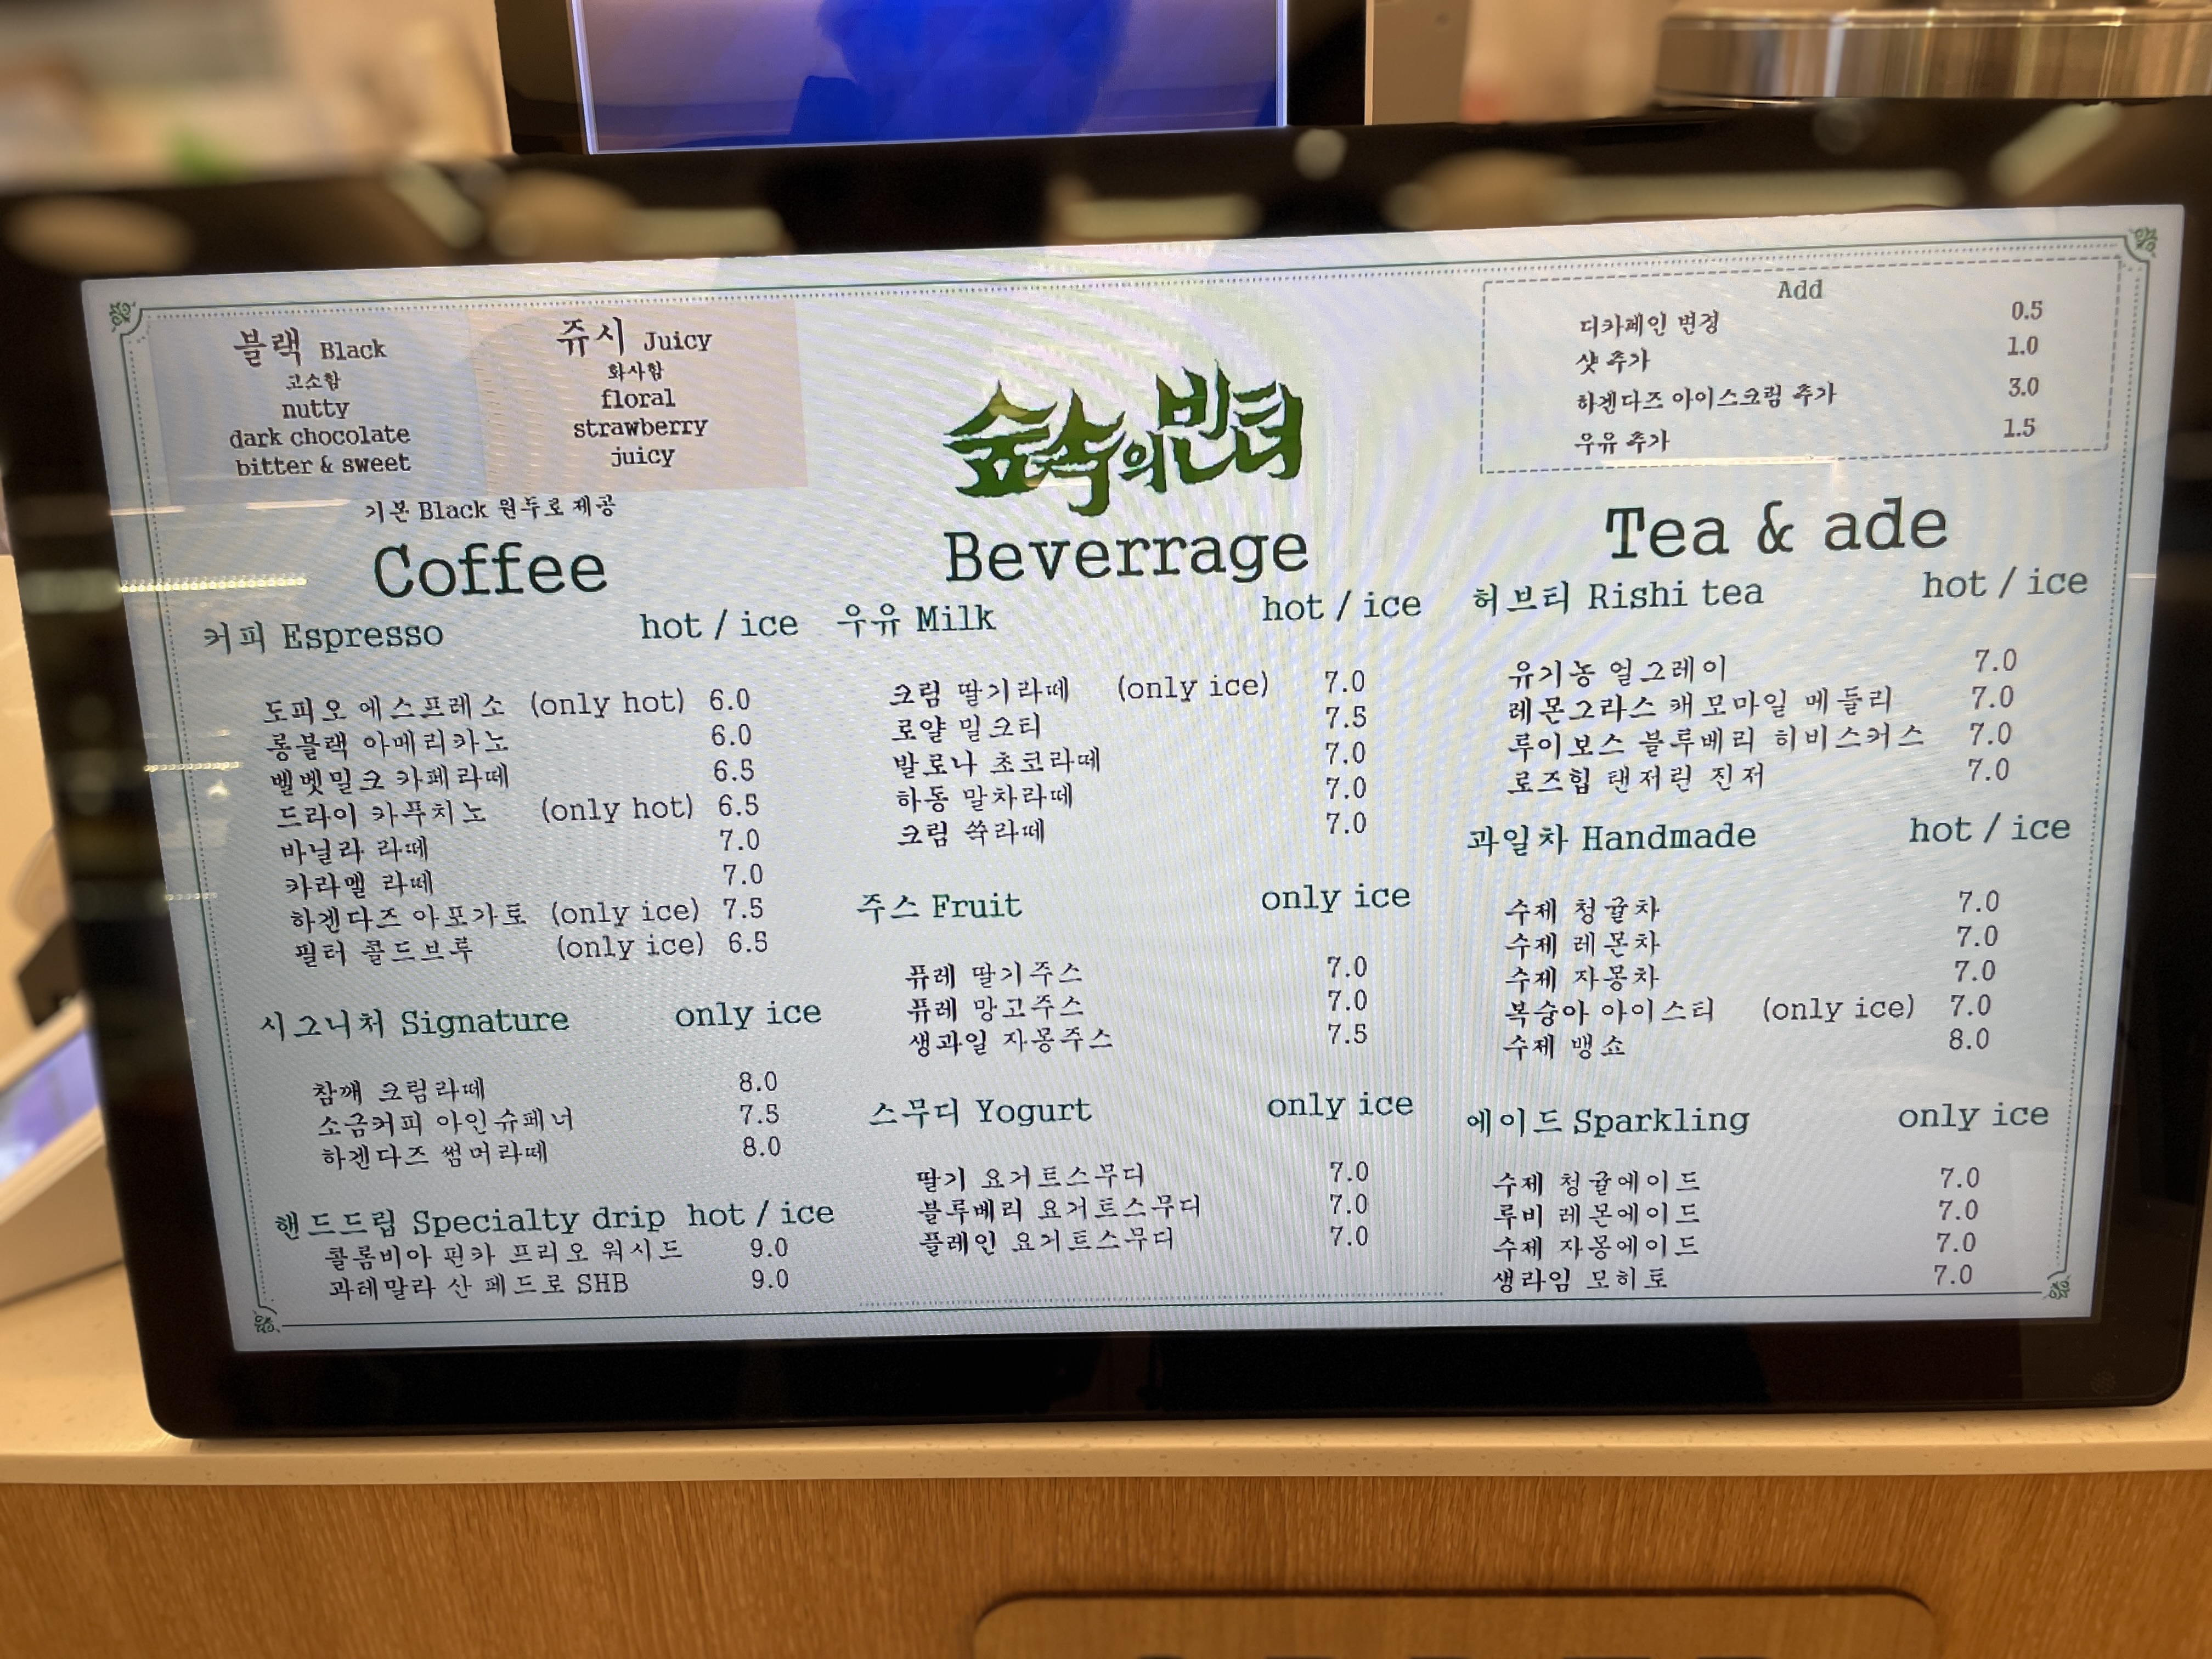 블랙 Black
고소함
nutty
dark chocolate
bitter & sweet
쥬시 Juicy
화사함
floral
strawberry
juicy
기본 Black 원두로 제공
Coffee
커피 Espresso hot / ice
도피오 에스프레소 (only hot) 6.0
롱블랙 아메리카노 6.0
벨벳밀크 카페라떼 6.5
드라이 카푸치노 (only hot) 6.5
바닐라 라떼 7.0
카라멜 라떼 7.0
하겐다즈 아포가토 (only ice) 7.5
필터 콜드브루 (only ice) 6.5
시그니처 Signature only ice
참깨 크림라떼 8.0
소금커피 아인슈페너 7.5
하겐다즈 썸머라떼 8.0
핸드드립 Specialty drip hot / ice
콜롬비아 핀카 프리오 워시드 9.0
과테말라 산 페드로 SHB 9.0
숲속의빈터
Beverrage
우유 Milk hot / ice
크림 딸기라떼 (only ice) 7.0
로얄 밀크티 7.5
발로나 초코라떼 7.0
하동 말차라떼 7.0
크림 쑥라떼 7.0
주스 Fruit only ice
퓨레 딸기주스 7.0
퓨레 망고주스 7.0
생과일 자몽주스 7.5
스무디 Yogurt only ice
딸기 요거트스무디 7.0
블루베리 요거트스무디 7.0
플레인 요거트스무디 7.0
Add
디카페인 변경 0.5
샷 추가 1.0
하겐다즈 아이스크림 추가 3.0
우유 추가 1.5
Tea & ade
허브티 Rishi tea hot / ice
유기농 얼그레이 7.0
레몬그라스 캐모마일 메들리 7.0
루이보스 블루베리 히비스커스 7.0
로즈힙 탠저린 진저 7.0
과일차 Handmade hot / ice
수제 청귤차 7.0
수제 레몬차 7.0
수제 자몽차 7.0
복숭아 아이스티 (only ice) 7.0
수제 뱅쇼 8.0
에이드 Sparkling only ice
수제 청귤에이드 7.0
루비 레몬에이드 7.0
수제 자몽에이드 7.0
생라임 모히토 7.0